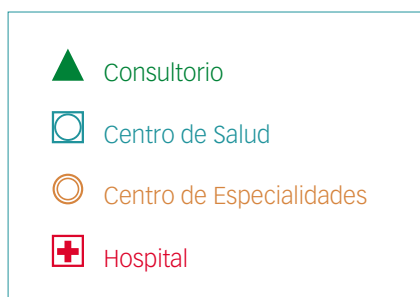 Consultorio
Centro de Salud
Centro de Especialidades
Hospital